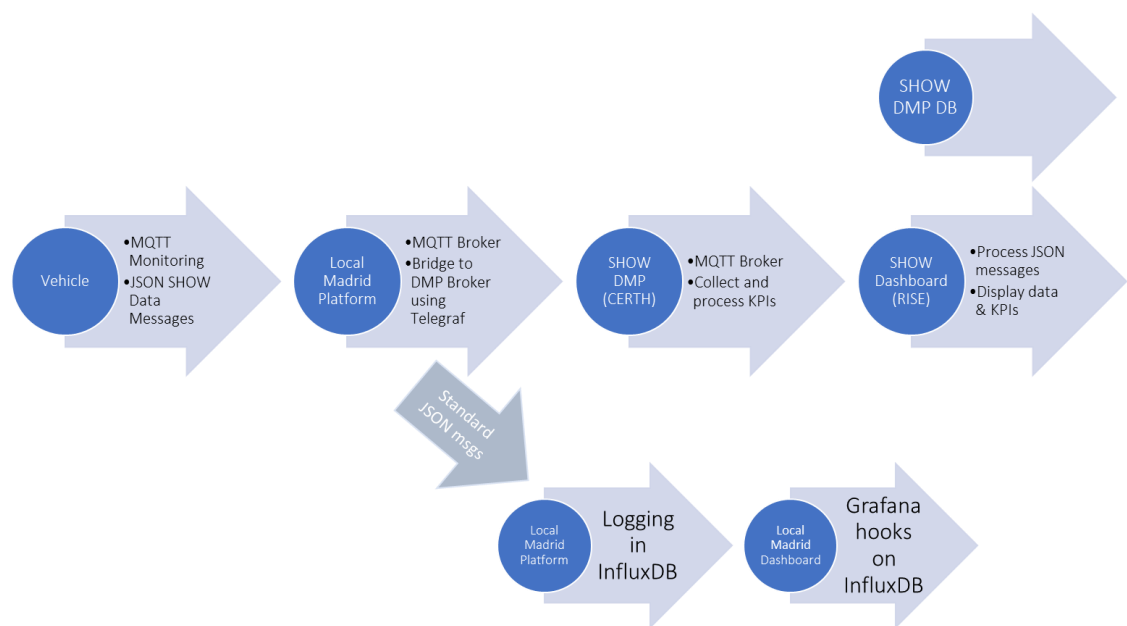 SHOW
DMP DB
Vehicle
•MQTT
Monitoring
•JSON SHOW
Data
Messages
Local
Madrid
Platform
•MQTT Broker
•Bridge to
DMP Broker
using
Telegraf
SHOW
DMP
(CERTH)
•MQTT Broker
•Collect and
process KPIs
SHOW
Dashboard
(RISE)
•Process JSON
messages
•Display data
& KPIs
Standard
JSON msgs
Local
Madrid
Platform
Logging
in
InfluxDB
Local
Madrid
Dashboard
Grafana
hooks
on
InfluxDB